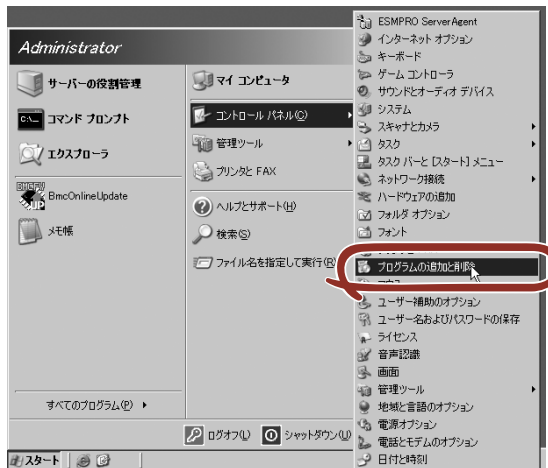 Administrator
サーバーの役割管理
コマンド プロンプト
エクスプローラ
BmcOnlineUpdate
メモ帳
すべてのプログラム(P)
マイ コンピュータ
コントロール パネル(C)
管理ツール
プリンタと FAX
ヘルプとサポート(H)
検索(S)
ファイル名を指定して実行(R)
ログオフ(L)
シャットダウン(U)
スタート
ESMPRO ServerAgent
インターネット オプション
キーボード
ゲーム コントローラ
サウンドとオーディオ デバイス
システム
スキャナとカメラ
タスク
タスク バーと [スタート] メニュー
ネットワーク接続
ハードウェアの追加
フォルダ オプション
フォント
プログラムの追加と削除
ユーザー補助のオプション
ユーザー名およびパスワードの保存
ライセンス
音声認識
画面
管理ツール
地域と言語のオプション
電源オプション
電話とモデムのオプション
日付と時刻